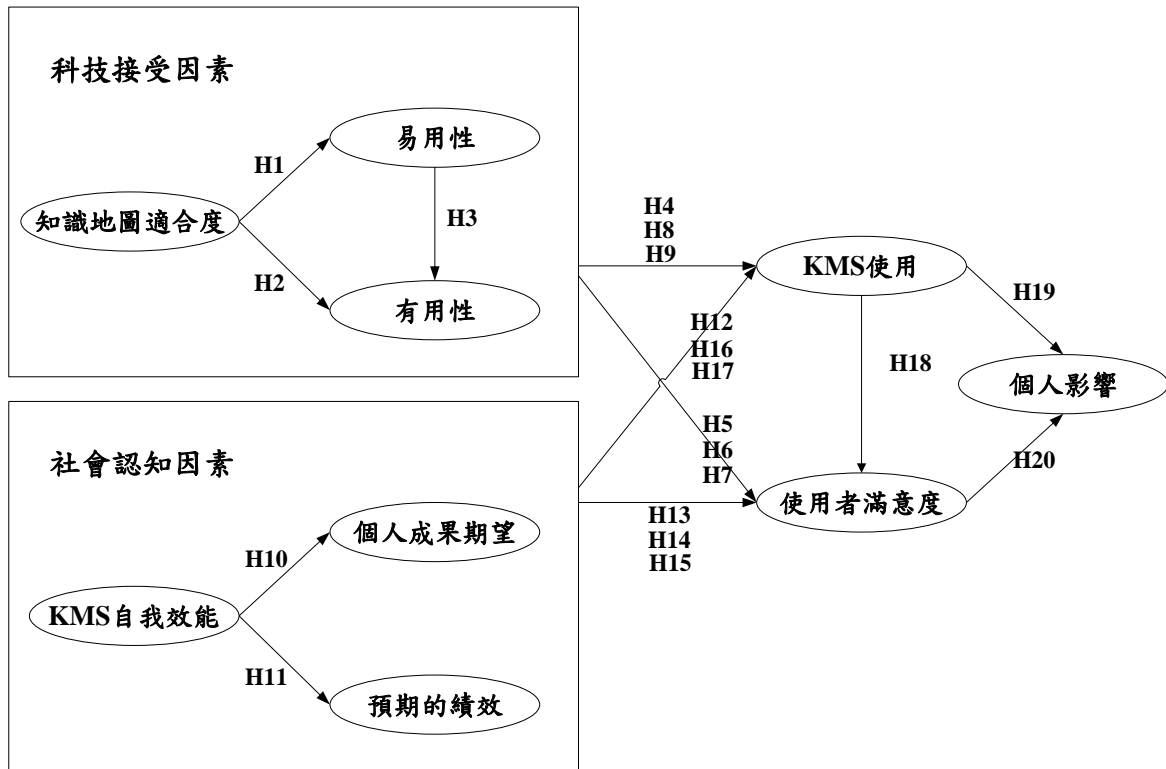 科技接受因素
易用性
H1
知識地圖適合度
H3
H2
有用性
H4
H8
H9
KMS使用
H19
H12
H16
H17
H18
個人影響
H5
H6
H7
H20
使用者滿意度
H13
H14
H15
社會認知因素
個人成果期望
H10
KMS自我效能
H11
預期的績效